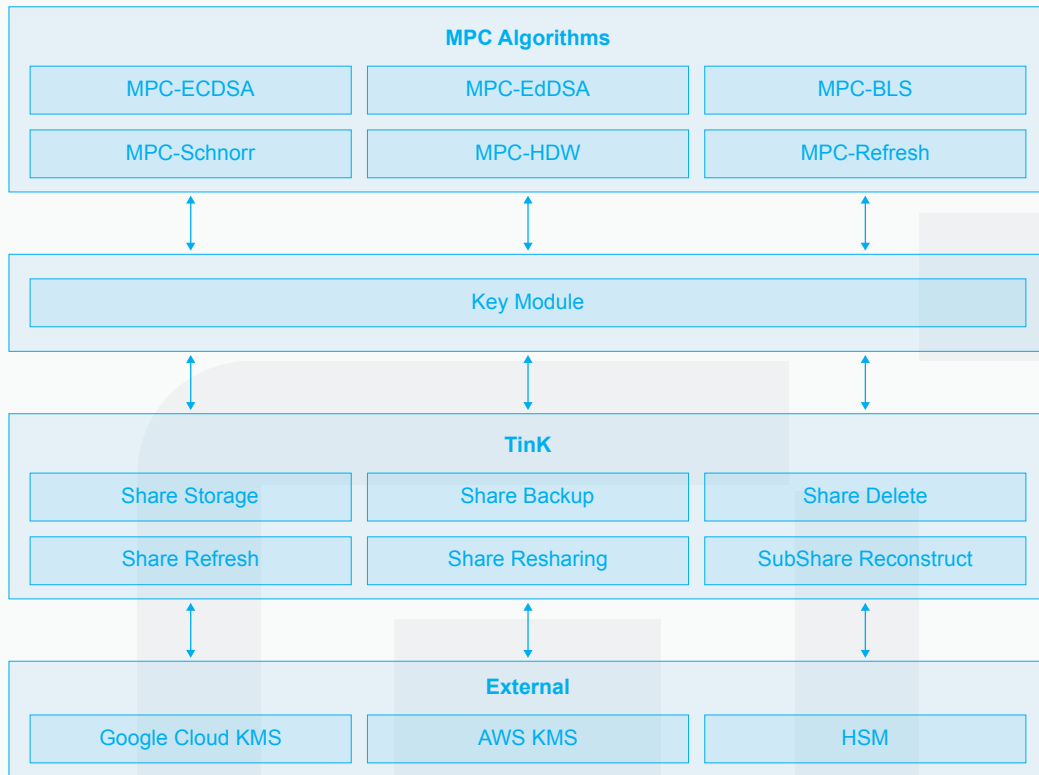 MPC Algorithms
MPC-ECDSA MPC-EdDSA MPC-BLS
MPC-Schnorr MPC-HDW MPC-Refresh
Key Module
TinK
Share Storage Share Backup Share Delete
Share Refresh Share Resharing SubShare Reconstruct
External
Google Cloud KMS AWS KMS HSM